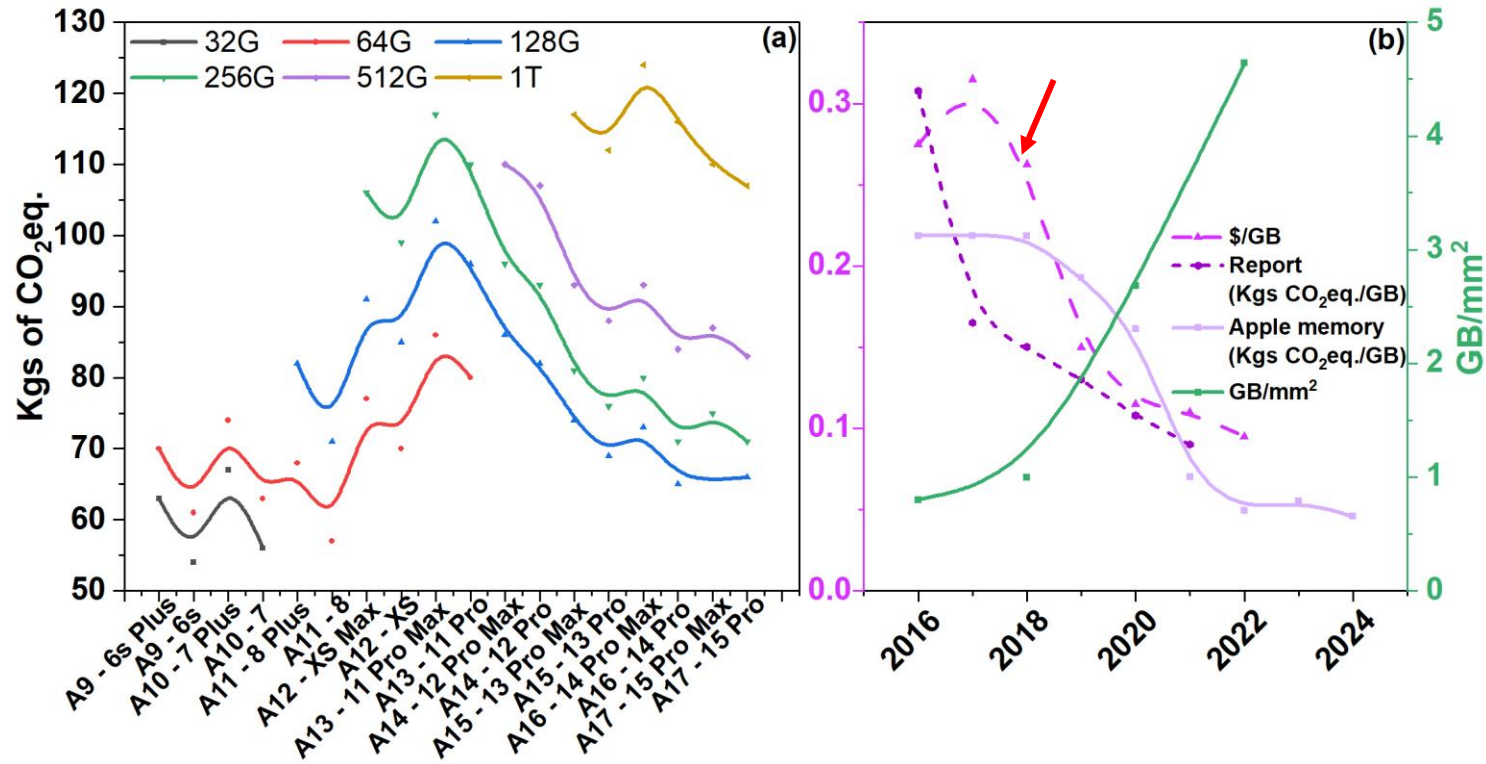 130
120
110
100
90
80
70
60
50
Kgs of CO₂eq.
32G 64G 128G
256G 512G 1T
(a)
A9 - 6s Plus
A9 - 6s
A10 - 7 Plus
A10 - 7
A11 - 8 Plus
A11 - 8
A12 - XS Max
A12 - XS
A13 - 11 Pro Max
A13 - 11 Pro
A14 - 12 Pro Max
A14 - 12 Pro
A15 - 13 Pro Max
A15 - 13 Pro
A16 - 14 Pro Max
A16 - 14 Pro
A17 - 15 Pro Max
A17 - 15 Pro
(b)
0.3
0.2
0.1
0.0
$/GB
Report
(Kgs CO₂eq./GB)
Apple memory
(Kgs CO₂eq./GB)
GB/mm²
2016
2018
2020
2022
2024
5
4
3
2
1
0
GB/mm²